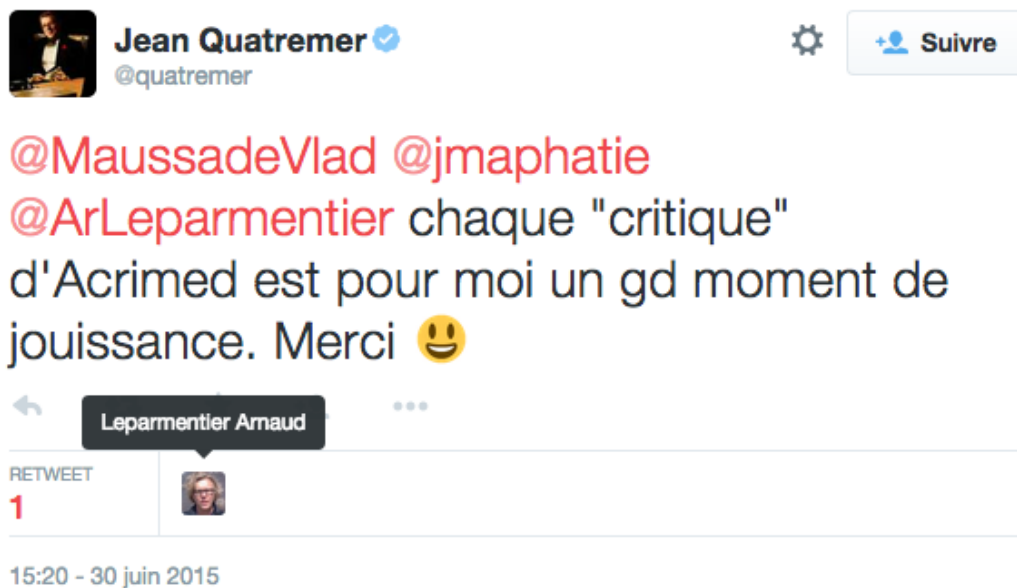 Jean Quatremer
@quatremer
Suivre
@MaussadeVlad @jmaphatie
@ArLeparmentier chaque "critique"
d'Acrimed est pour moi un gd moment de
jouissance. Merci 😃
Leparmentier Arnaud
RETWEET
1
15:20 - 30 juin 2015